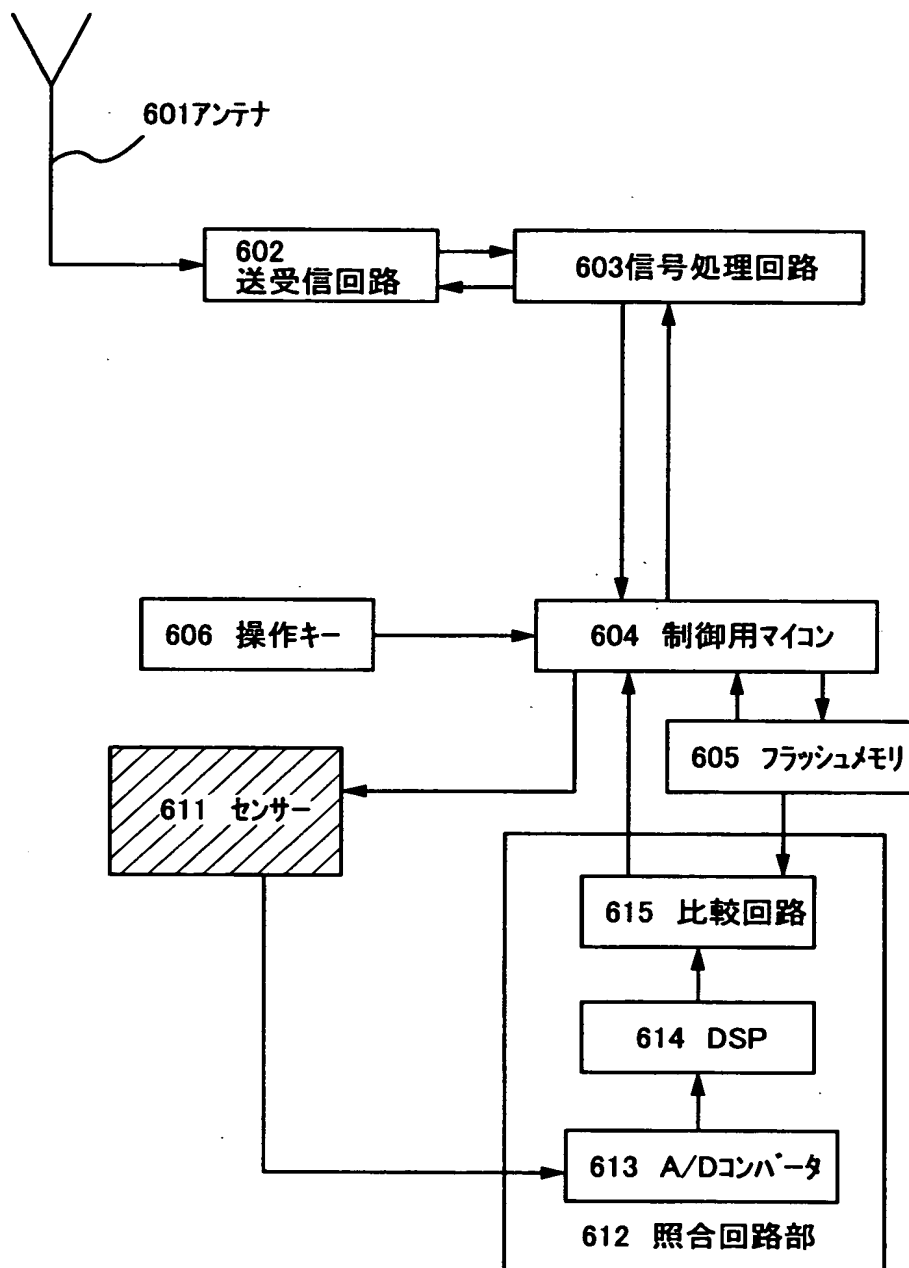 601アンテナ
602
送受信回路
603信号処理回路
606 操作キー
604 制御用マイコン
605 フラッシュメモリ
611 センサー
615 比較回路
614 DSP
613 A/Dコンバータ
612 照合回路部